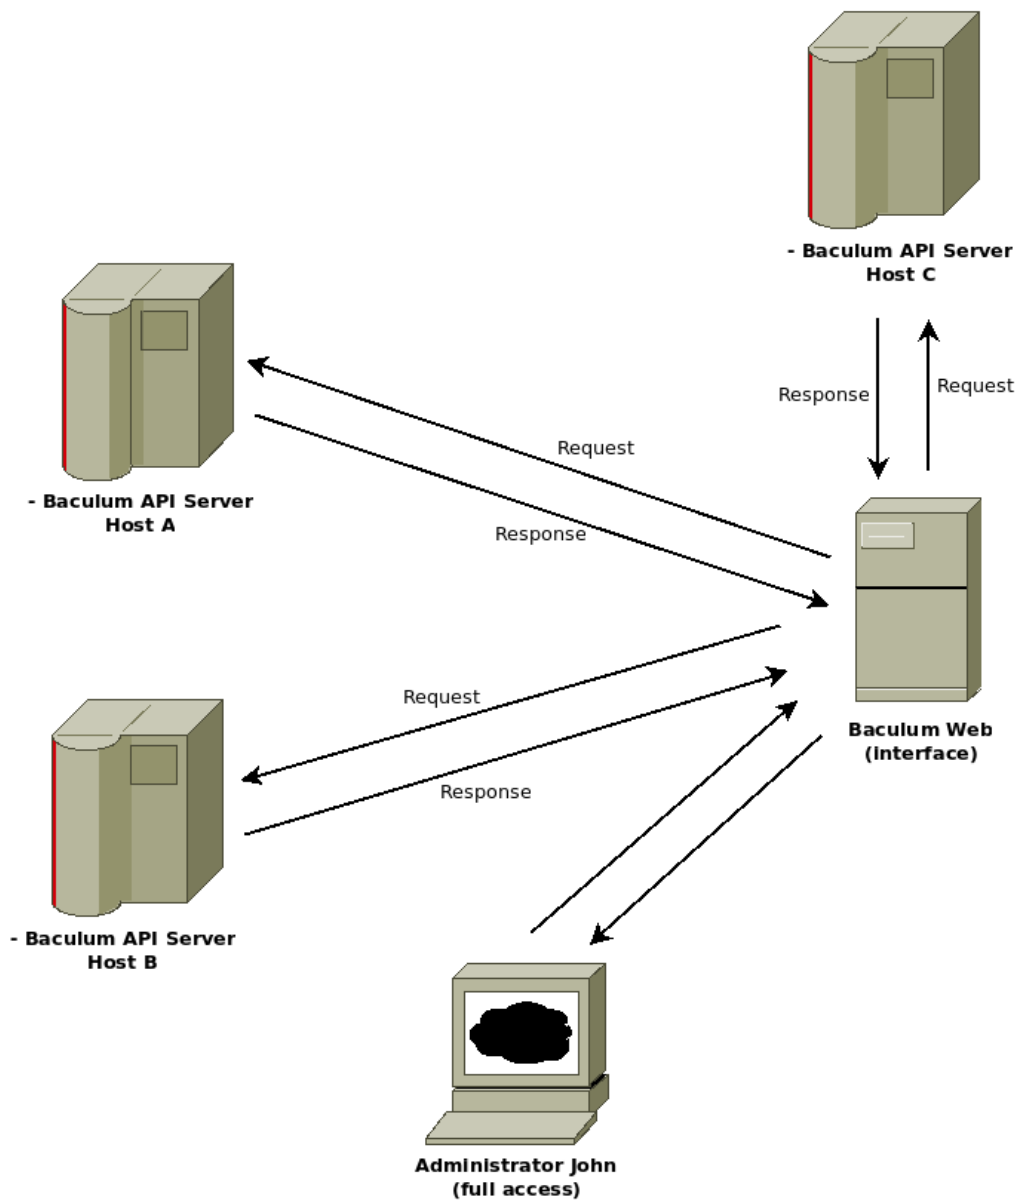 - Baculum API Server
Host C
Response
Request
- Baculum API Server
Host A
Request
Response
Baculum Web
(interface)
Request
Response
- Baculum API Server
Host B
Administrator John
(full access)